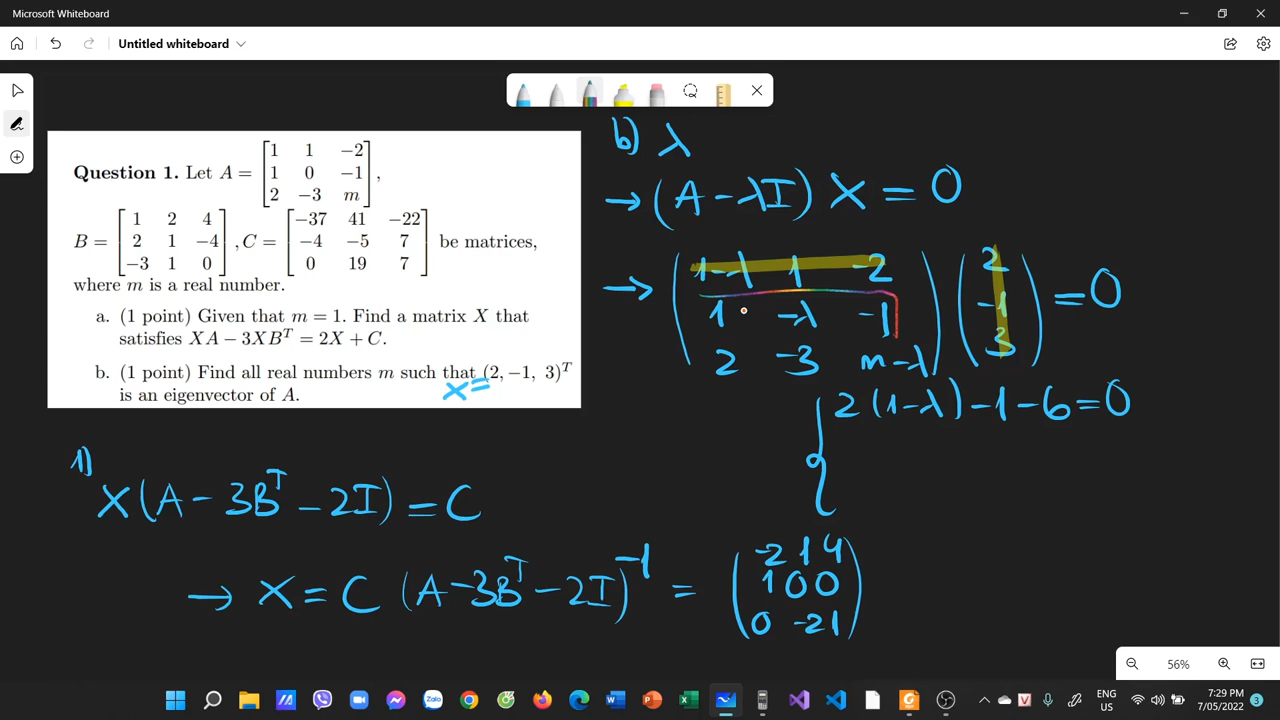 Microsoft Whiteboard
Untitled whiteboard
Question 1. Let A = [1 1 −2
1 0 −1
2 −3 m],
B = [1 2 4
2 1 −4
−3 1 0], C = [−37 41 −22
−4 −5 7
0 19 7] be matrices,
where m is a real number.
a. (1 point) Given that m = 1. Find a matrix X that
satisfies XA − 3XB^T = 2X + C.
b. (1 point) Find all real numbers m such that (2, −1, 3)^T
is an eigenvector of A.
x=
1)
X(A − 3B^T − 2I) = C
→ X = C (A − 3B^T − 2I)^−1 = (-2 1 4
1 0 0
0 -2 1)
b) λ
→ (A − λI) X = 0
→ (1−λ 1 −2
1 −λ −1
2 −3 m−λ) (2
−1
3) = 0
{ 2(1−λ) − 1 − 6 = 0
56%
ENG
US
7:29 PM
7/05/2022
3
Zalo
V